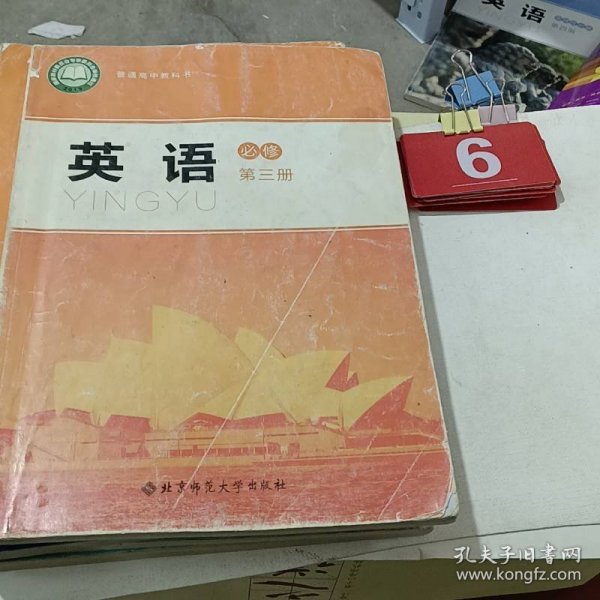 普通高中教科书
英语 必修
YINGYU 第三册
北京师范大学出版社
6
英语
孔夫子旧书网
www.kongfz.com